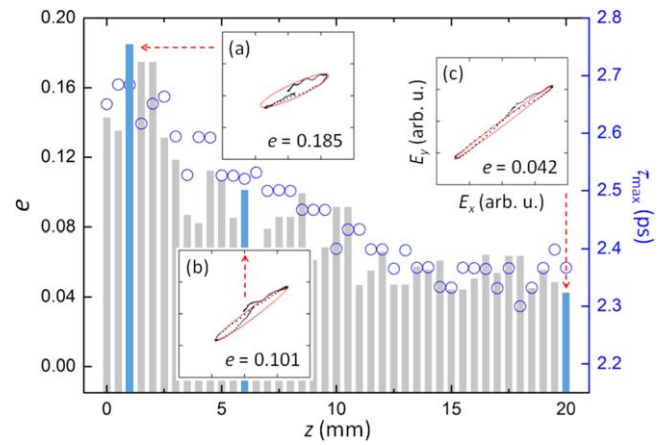 0.20
0.16
0.12
0.08
0.04
0.00
e
2.8
2.7
2.6
2.5
2.4
2.3
2.2
2.1
τmax (ps)
(a)
e = 0.185
(b)
e = 0.101
(c)
Ey (arb. u.)
e = 0.042
Ex (arb. u.)
0
5
10
15
20
z (mm)